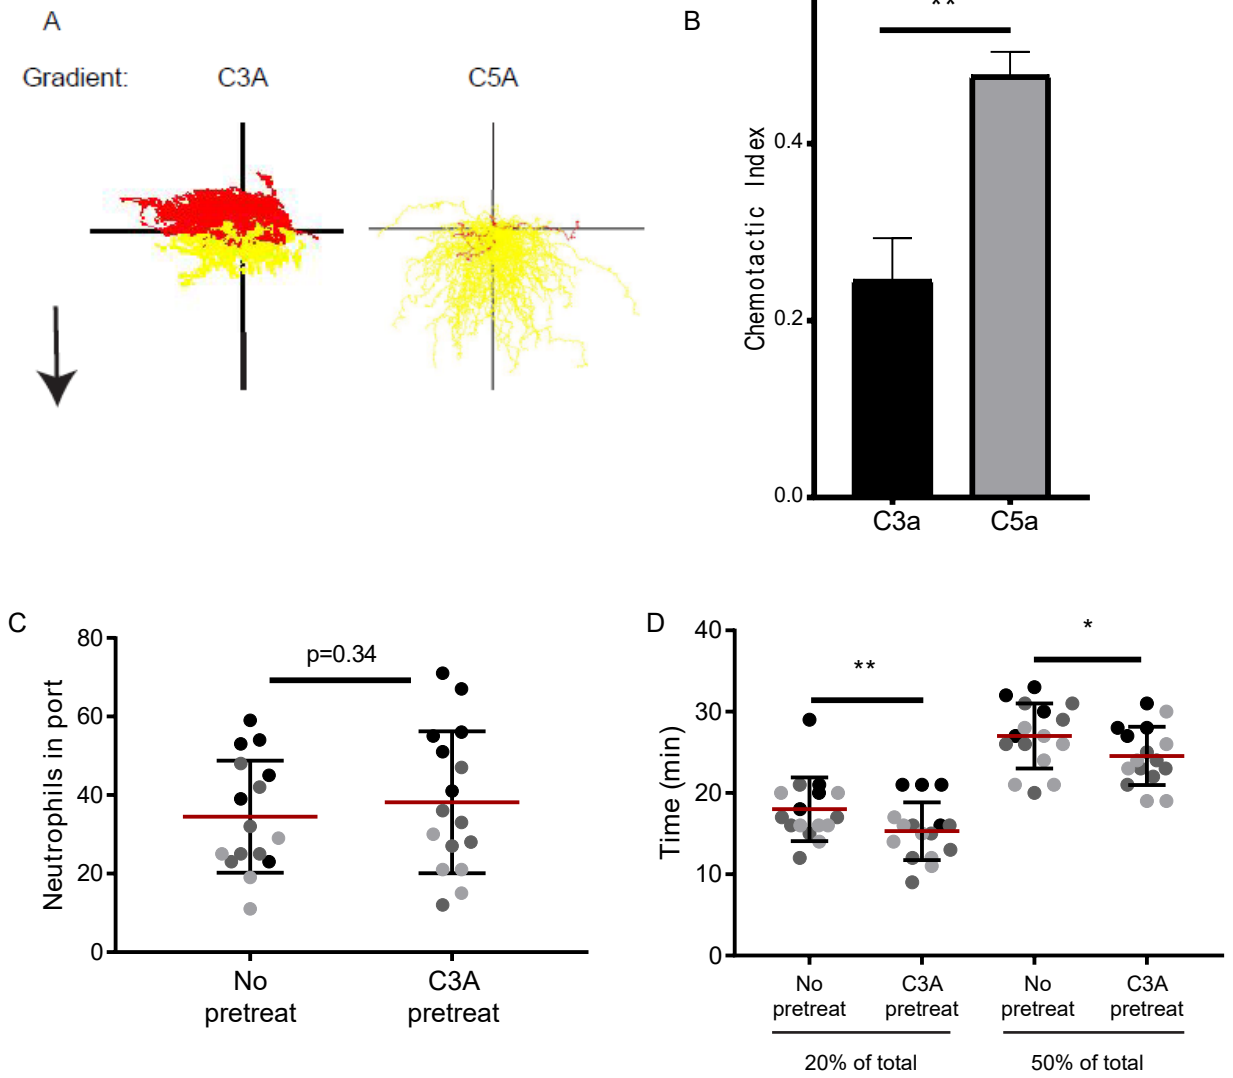 A
Gradient: C3A C5A
B
**
Chemotactic Index
0.4
0.2
0.0
C3a C5a
C
Neutrophils in port
80
60
40
20
0
p=0.34
No pretreat
C3A pretreat
D
Time (min)
40
30
20
10
0
**
*
No pretreat
C3A pretreat
No pretreat
C3A pretreat
20% of total
50% of total